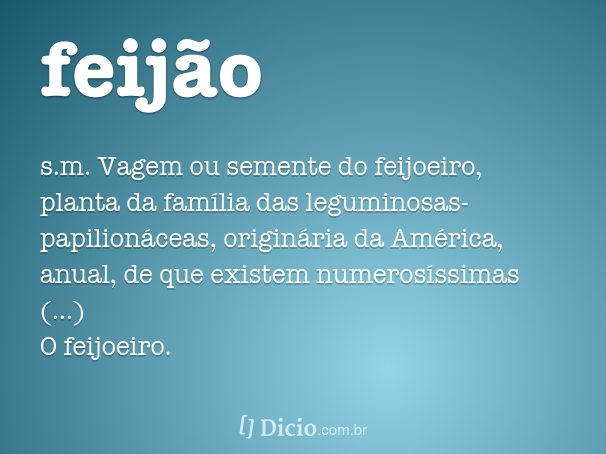 feijão
s.m. Vagem ou semente do feijoeiro,
planta da família das leguminosas-
papilionáceas, originária da América,
anual, de que existem numerosíssimas
(...)
O feijoeiro.
[] Dicio.com.br